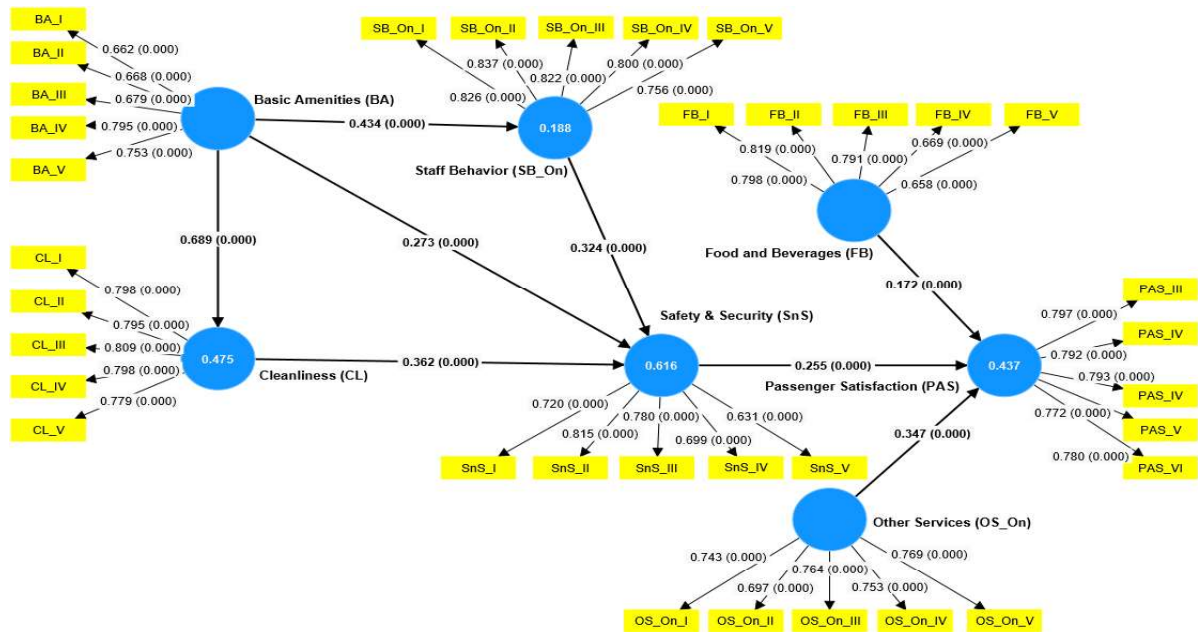 BA_I
BA_II
BA_III
BA_IV
BA_V
0.662 (0.000)
0.668 (0.000)
0.679 (0.000)
0.795 (0.000)
0.753 (0.000)
Basic Amenities (BA)
0.434 (0.000)
SB_On_I
SB_On_II
SB_On_III
SB_On_IV
SB_On_V
0.826 (0.000)
0.837 (0.000)
0.822 (0.000)
0.800 (0.000)
0.756 (0.000)
0.188
Staff Behavior (SB_On)
FB_I
FB_II
FB_III
FB_IV
FB_V
0.798 (0.000)
0.819 (0.000)
0.791 (0.000)
0.669 (0.000)
0.658 (0.000)
Food and Beverages (FB)
0.689 (0.000)
0.273 (0.000)
0.324 (0.000)
0.172 (0.000)
CL_I
CL_II
CL_III
CL_IV
CL_V
0.798 (0.000)
0.795 (0.000)
0.809 (0.000)
0.798 (0.000)
0.779 (0.000)
0.475
Cleanliness (CL)
0.362 (0.000)
Safety & Security (SnS)
0.616
0.255 (0.000)
0.720 (0.000)
0.815 (0.000)
0.780 (0.000)
0.699 (0.000)
0.631 (0.000)
SnS_I
SnS_II
SnS_III
SnS_IV
SnS_V
0.437
Passenger Satisfaction (PAS)
0.797 (0.000)
0.792 (0.000)
0.793 (0.000)
0.772 (0.000)
0.780 (0.000)
PAS_III
PAS_IV
PAS_IV
PAS_V
PAS_VI
0.347 (0.000)
Other Services (OS_On)
0.743 (0.000)
0.697 (0.000)
0.764 (0.000)
0.753 (0.000)
0.769 (0.000)
OS_On_I
OS_On_II
OS_On_III
OS_On_IV
OS_On_V